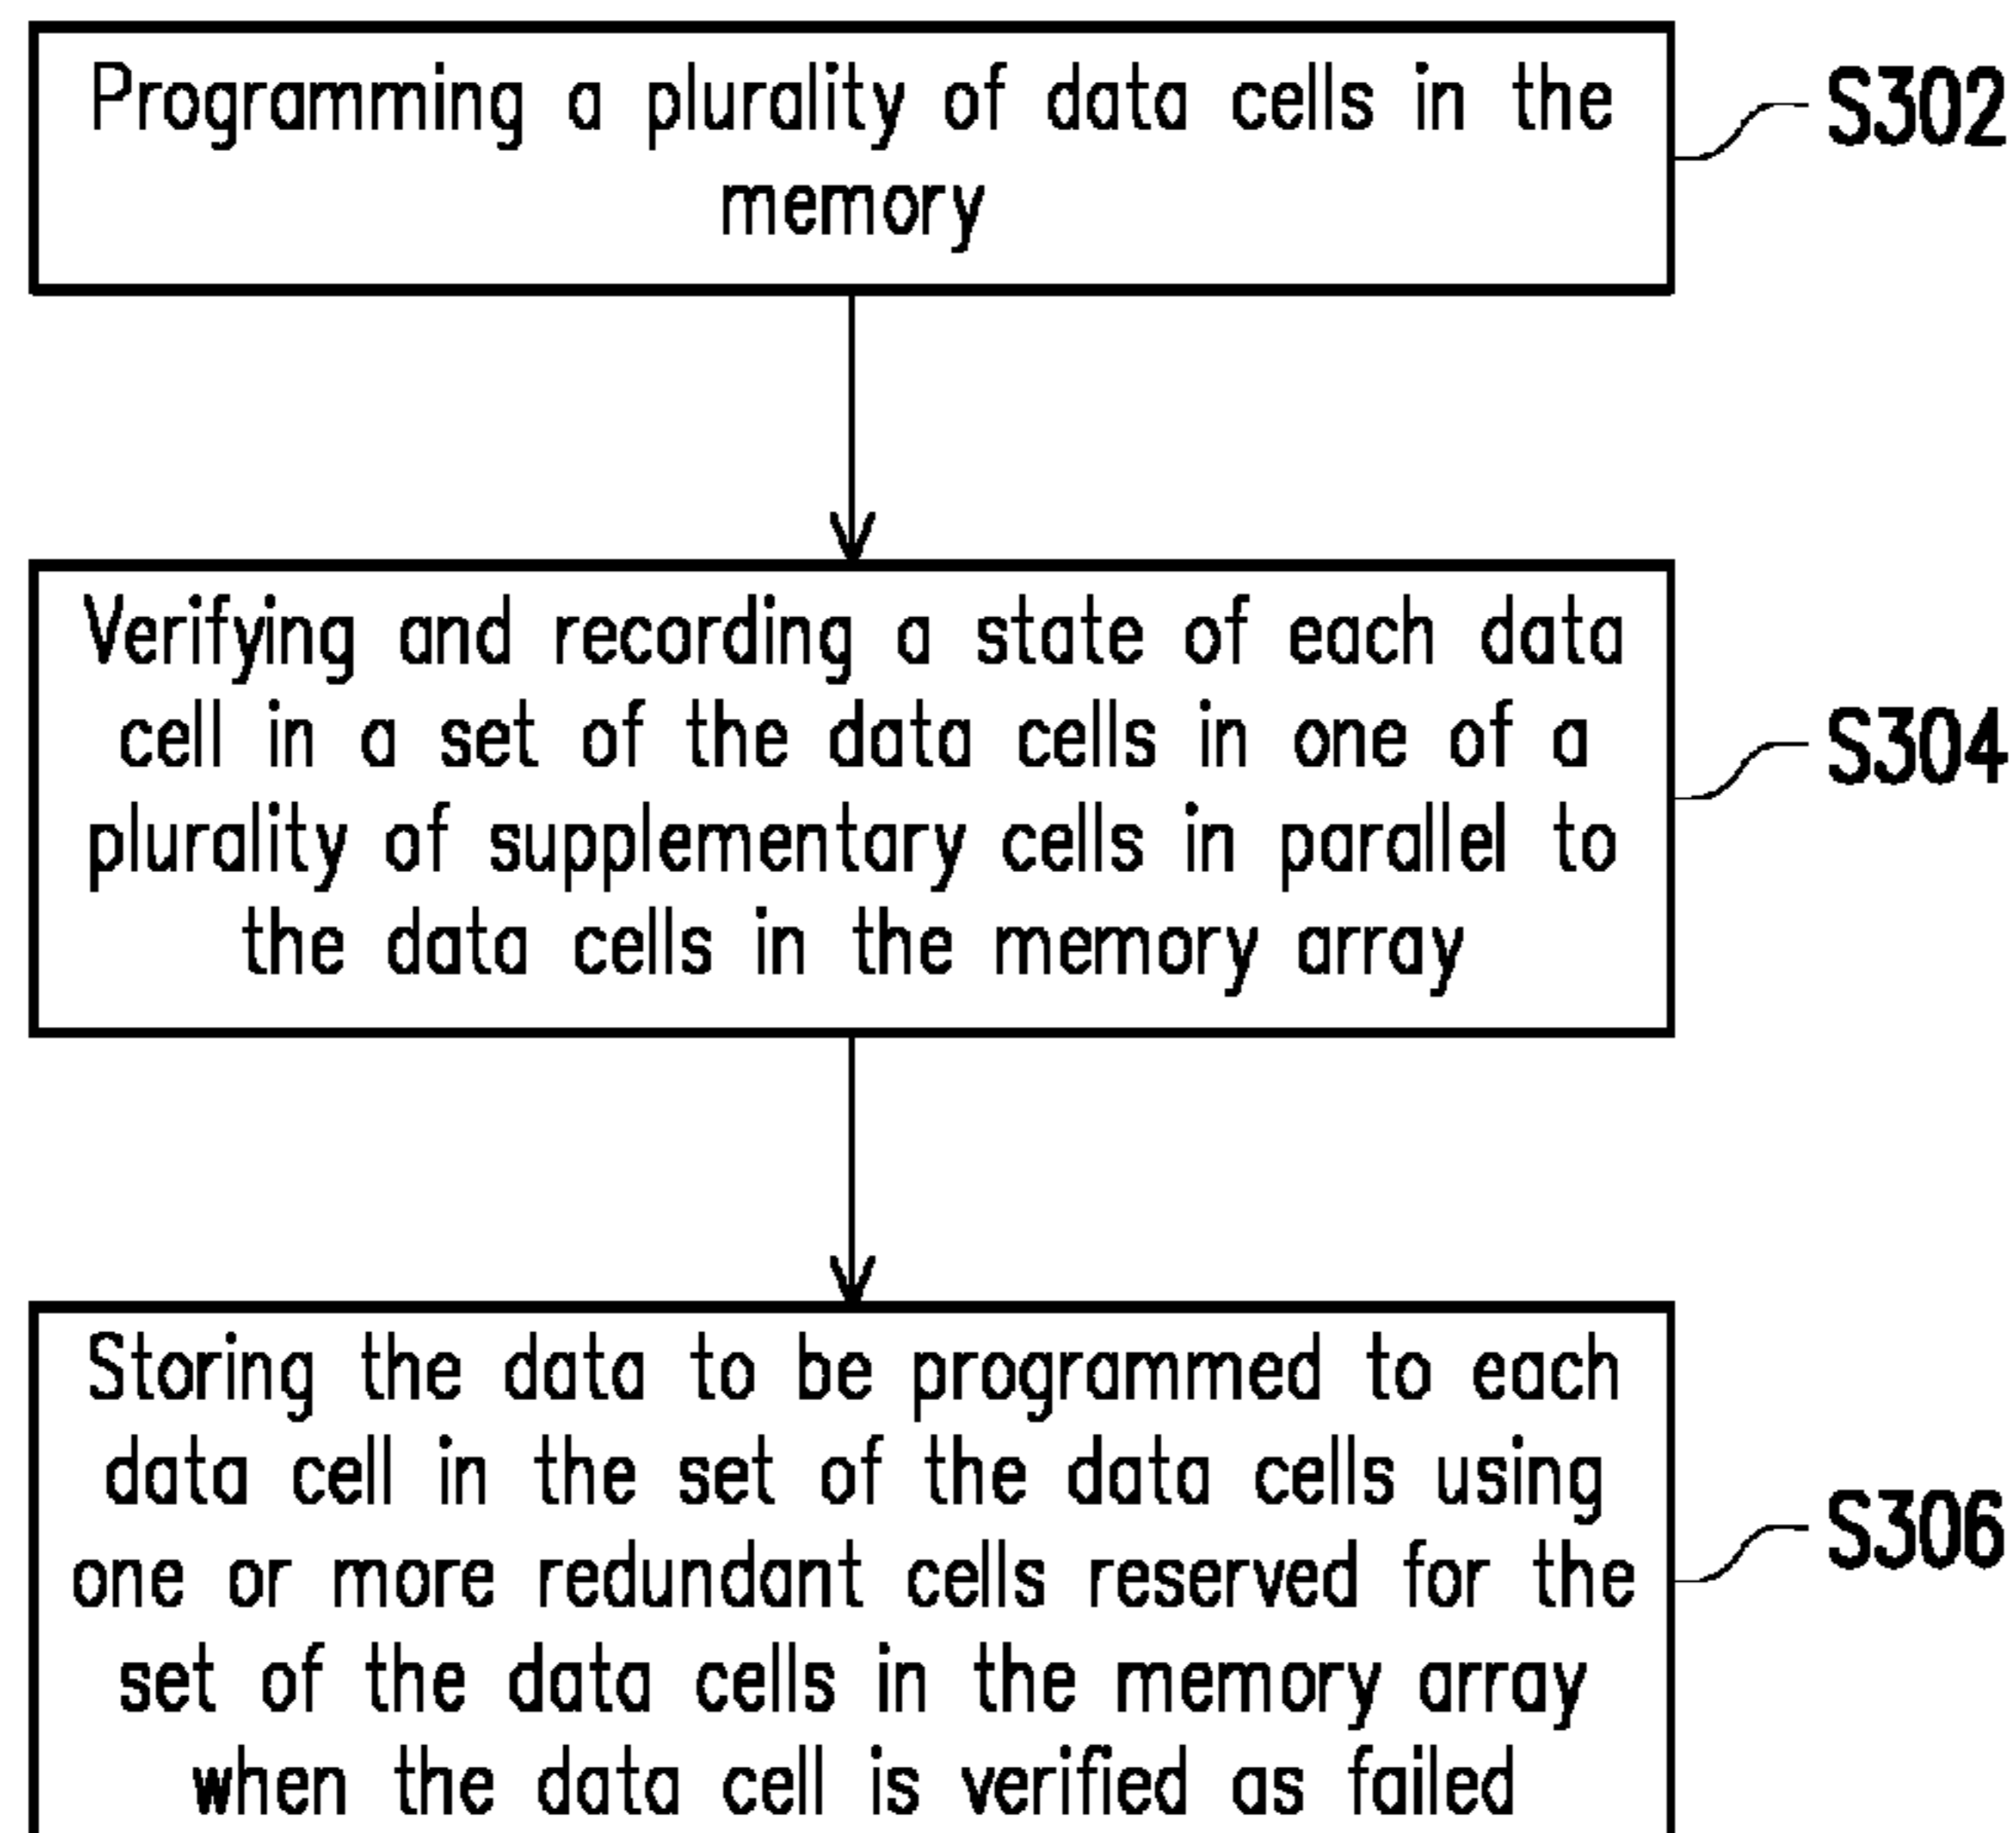 Programming a plurality of data cells in the
memory
S302
Verifying and recording a state of each data
cell in a set of the data cells in one of a
plurality of supplementary cells in parallel to
the data cells in the memory array
S304
Storing the data to be programmed to each
data cell in the set of the data cells using
one or more redundant cells reserved for the
set of the data cells in the memory array
when the data cell is verified as failed
S306